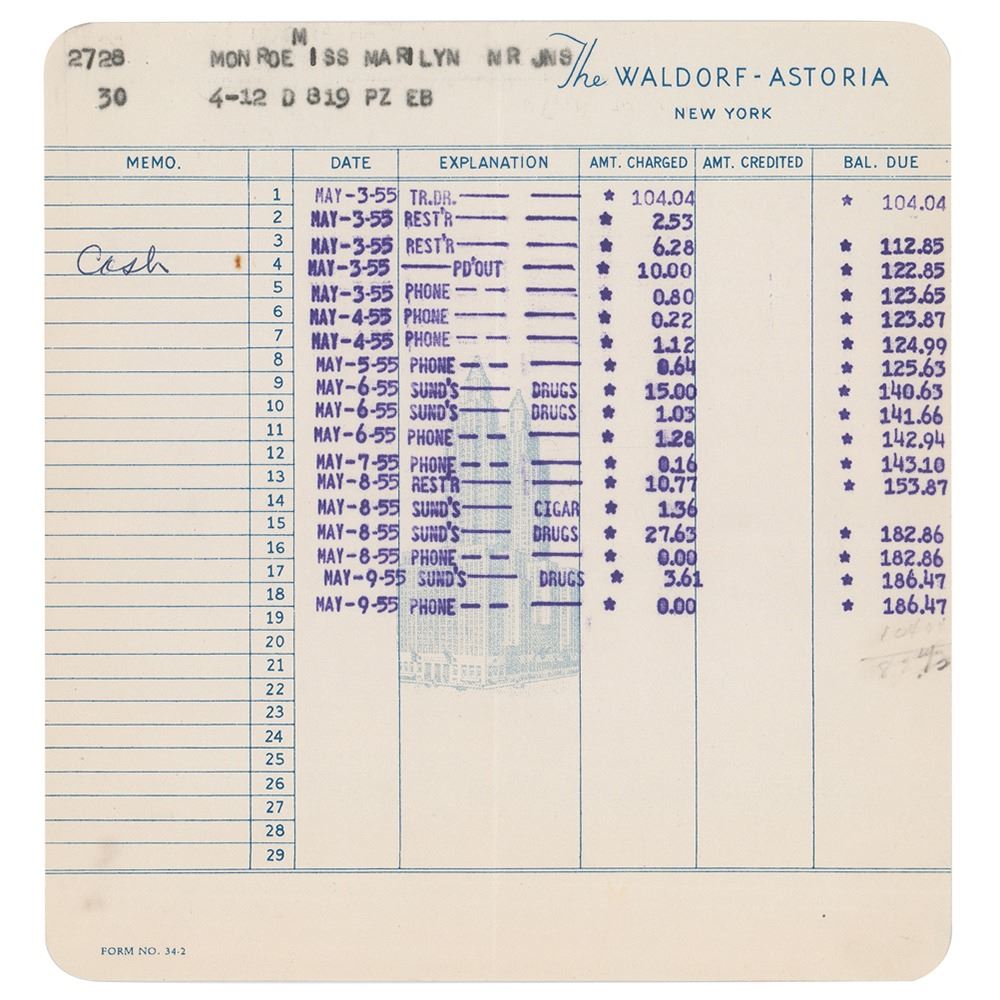 2728 MONROE MISS MARILYN NR JNS The WALDORF-ASTORIA
30 4-12 D 819 PZ EB NEW YORK
MEMO. DATE EXPLANATION AMT. CHARGED AMT. CREDITED BAL. DUE
1 MAY-3-55 TR.DR. — — * 104.04 * 104.04
2 MAY-3-55 REST'R — — * 2.53
3 MAY-3-55 REST'R — — * 6.28 * 112.85
Cash 4 MAY-3-55 — PD'OUT — * 10.00 * 122.85
5 MAY-3-55 PHONE — — — * 0.80 * 123.65
6 MAY-4-55 PHONE — — — * 0.22 * 123.87
7 MAY-4-55 PHONE — — — * 1.12 * 124.99
8 MAY-5-55 PHONE — — — * 0.64 * 125.63
9 MAY-6-55 SUND'S — DRUGS * 15.00 * 140.63
10 MAY-6-55 SUND'S — DRUGS * 1.03 * 141.66
11 MAY-6-55 PHONE — — — * 1.28 * 142.94
12 MAY-7-55 PHONE — — — * 0.16 * 143.10
13 MAY-8-55 REST'R — — * 10.77 * 153.87
14 MAY-8-55 SUND'S — CIGAR * 1.36
15 MAY-8-55 SUND'S — DRUGS * 27.63 * 182.86
16 MAY-8-55 PHONE — — — * 0.00 * 182.86
17 MAY-9-55 SUND'S — DRUGS * 3.61 * 186.47
18 MAY-9-55 PHONE — — — * 0.00 * 186.47
19
20
21
22
23
24
25
26
27
28
29
FORM NO. 34-2